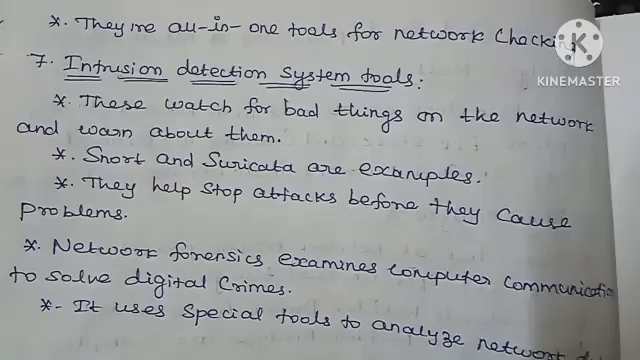 *. They're all-in-one tools for network checking
KINEMASTER
7. Intrusion detection system tools:
*. These watch for bad things on the network
and warn about them.
*. Snort and Suricata are examples.
*. They help stop attacks before they cause
problems.
*. Network forensics examines computer communicatio
to solve digital crimes.
*- It uses special tools to analyze network